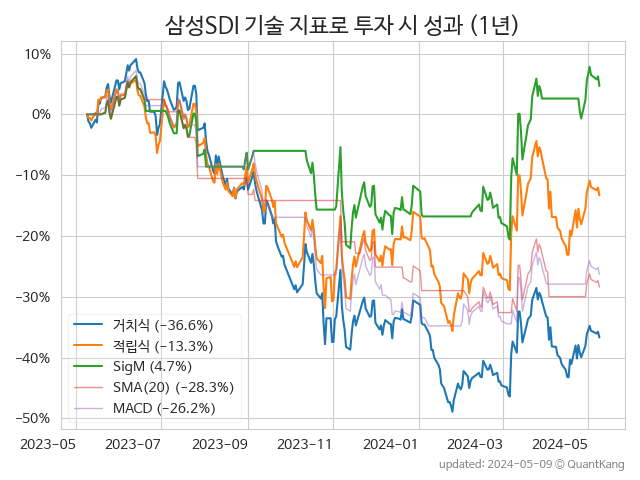 삼성SDI 기술 지표로 투자 시 성과 (1년)
10%
0%
−10%
−20%
−30%
−40%
−50%
거치식 (−36.6%)
적립식 (−13.3%)
SigM (4.7%)
SMA(20) (−28.3%)
MACD (−26.2%)
2023-05 2023-07 2023-09 2023-11 2024-01 2024-03 2024-05
updated: 2024-05-09 © QuantKang